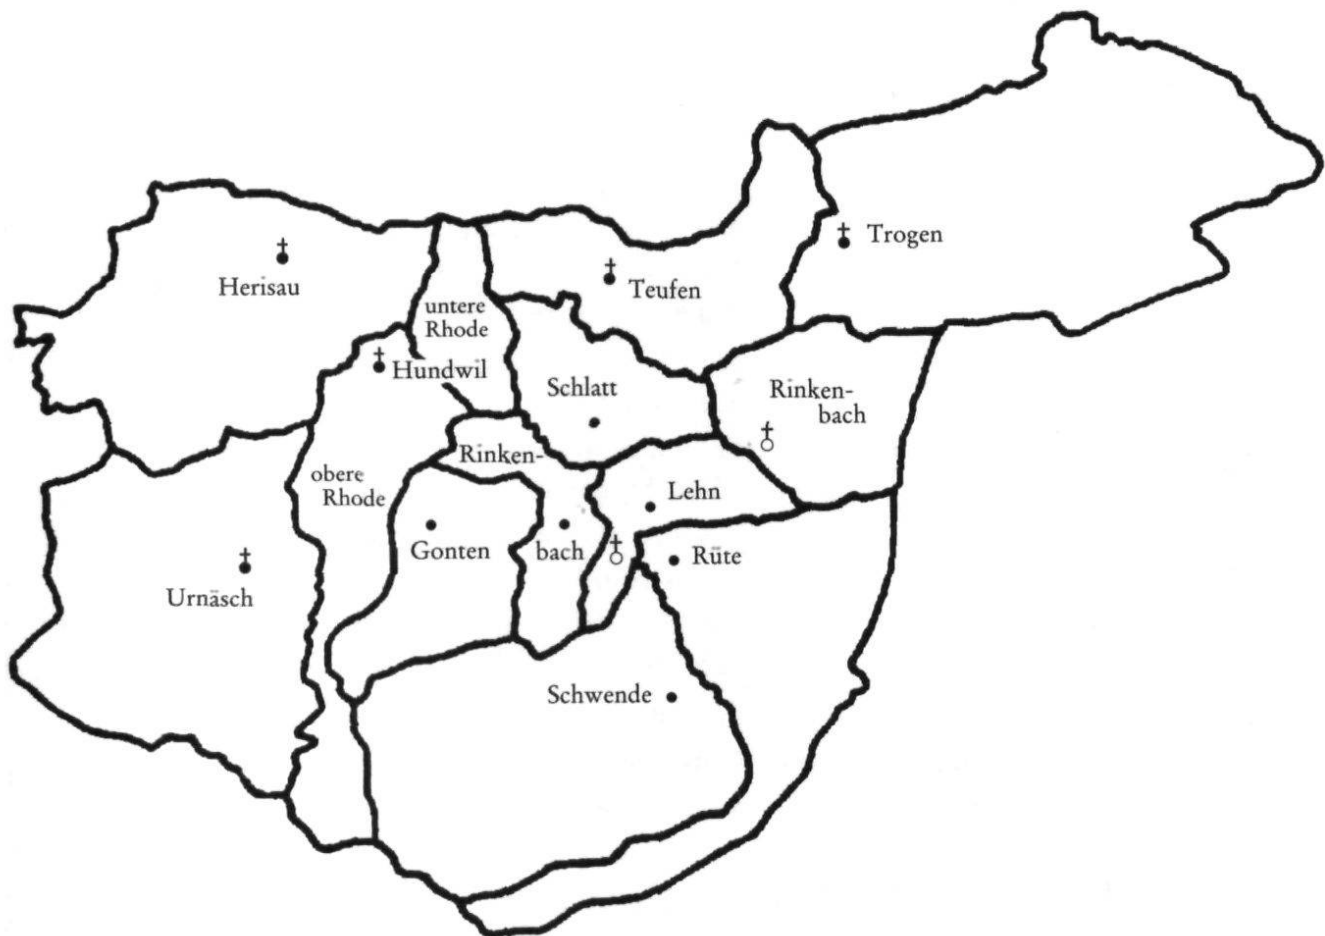 Trogen
Herisau
Teufen
untere
Rhode
Hundwil
Schlatt
Rinken-
bach
Rinken-
obere
Rhode
Lehn
Gonten
bach
Rüte
Urnäsch
Schwende